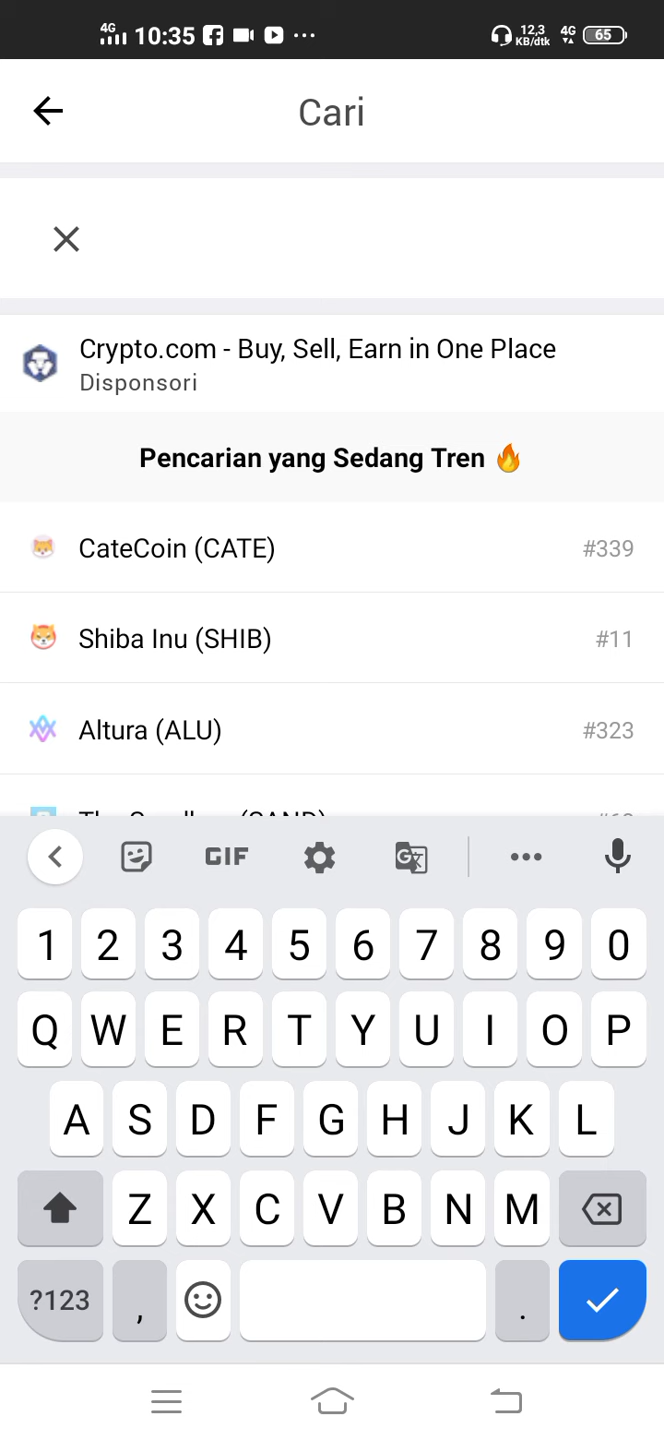 4G 10:35 12,3 KB/dtk 4G 65
Cari
Crypto.com - Buy, Sell, Earn in One Place
Disponsori
Pencarian yang Sedang Tren 🔥
CateCoin (CATE) #339
Shiba Inu (SHIB) #11
Altura (ALU) #323
GIF
1 2 3 4 5 6 7 8 9 0
Q W E R T Y U I O P
A S D F G H J K L
Z X C V B N M
?123 , .